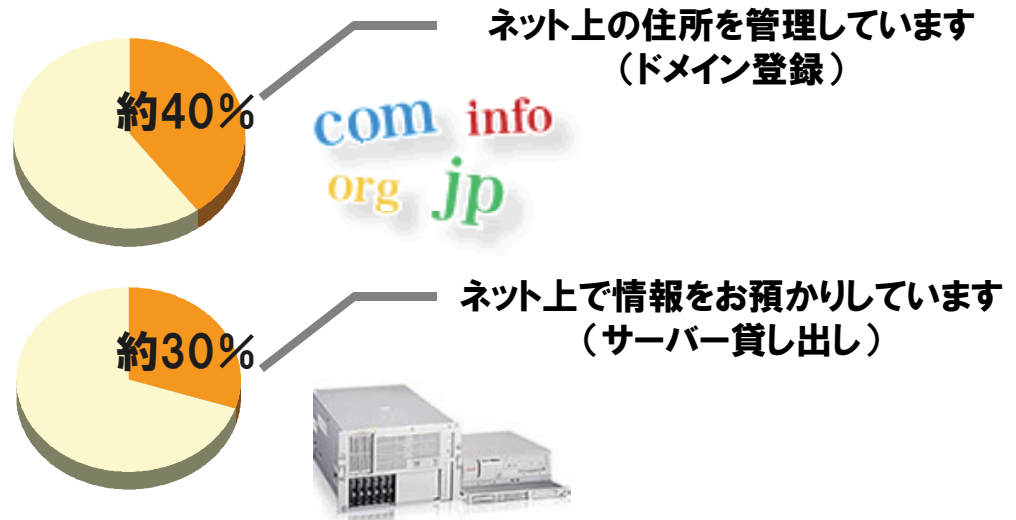 ネット上の住所を管理しています
（ドメイン登録）
約40%
com info
org jp
ネット上で情報をお預かりしています
（サーバー貸し出し）
約30%